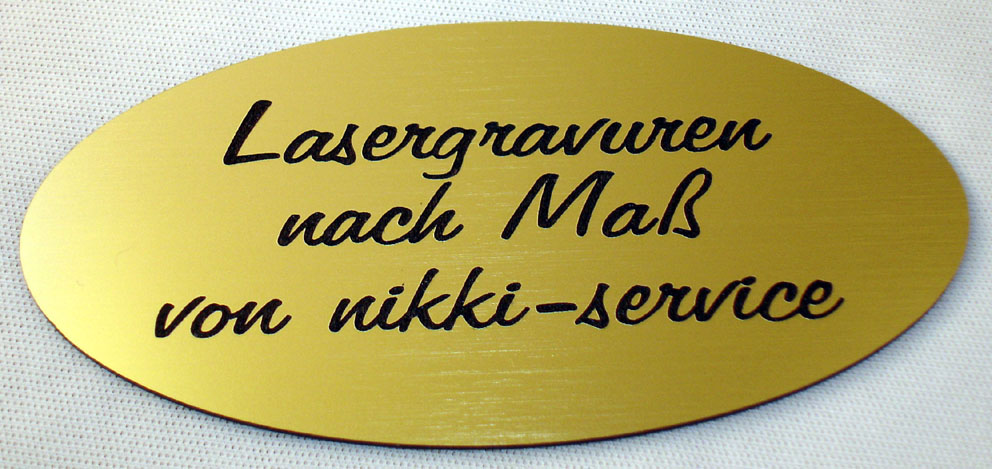 Lasergravuren
nach Maß
von nikki-service